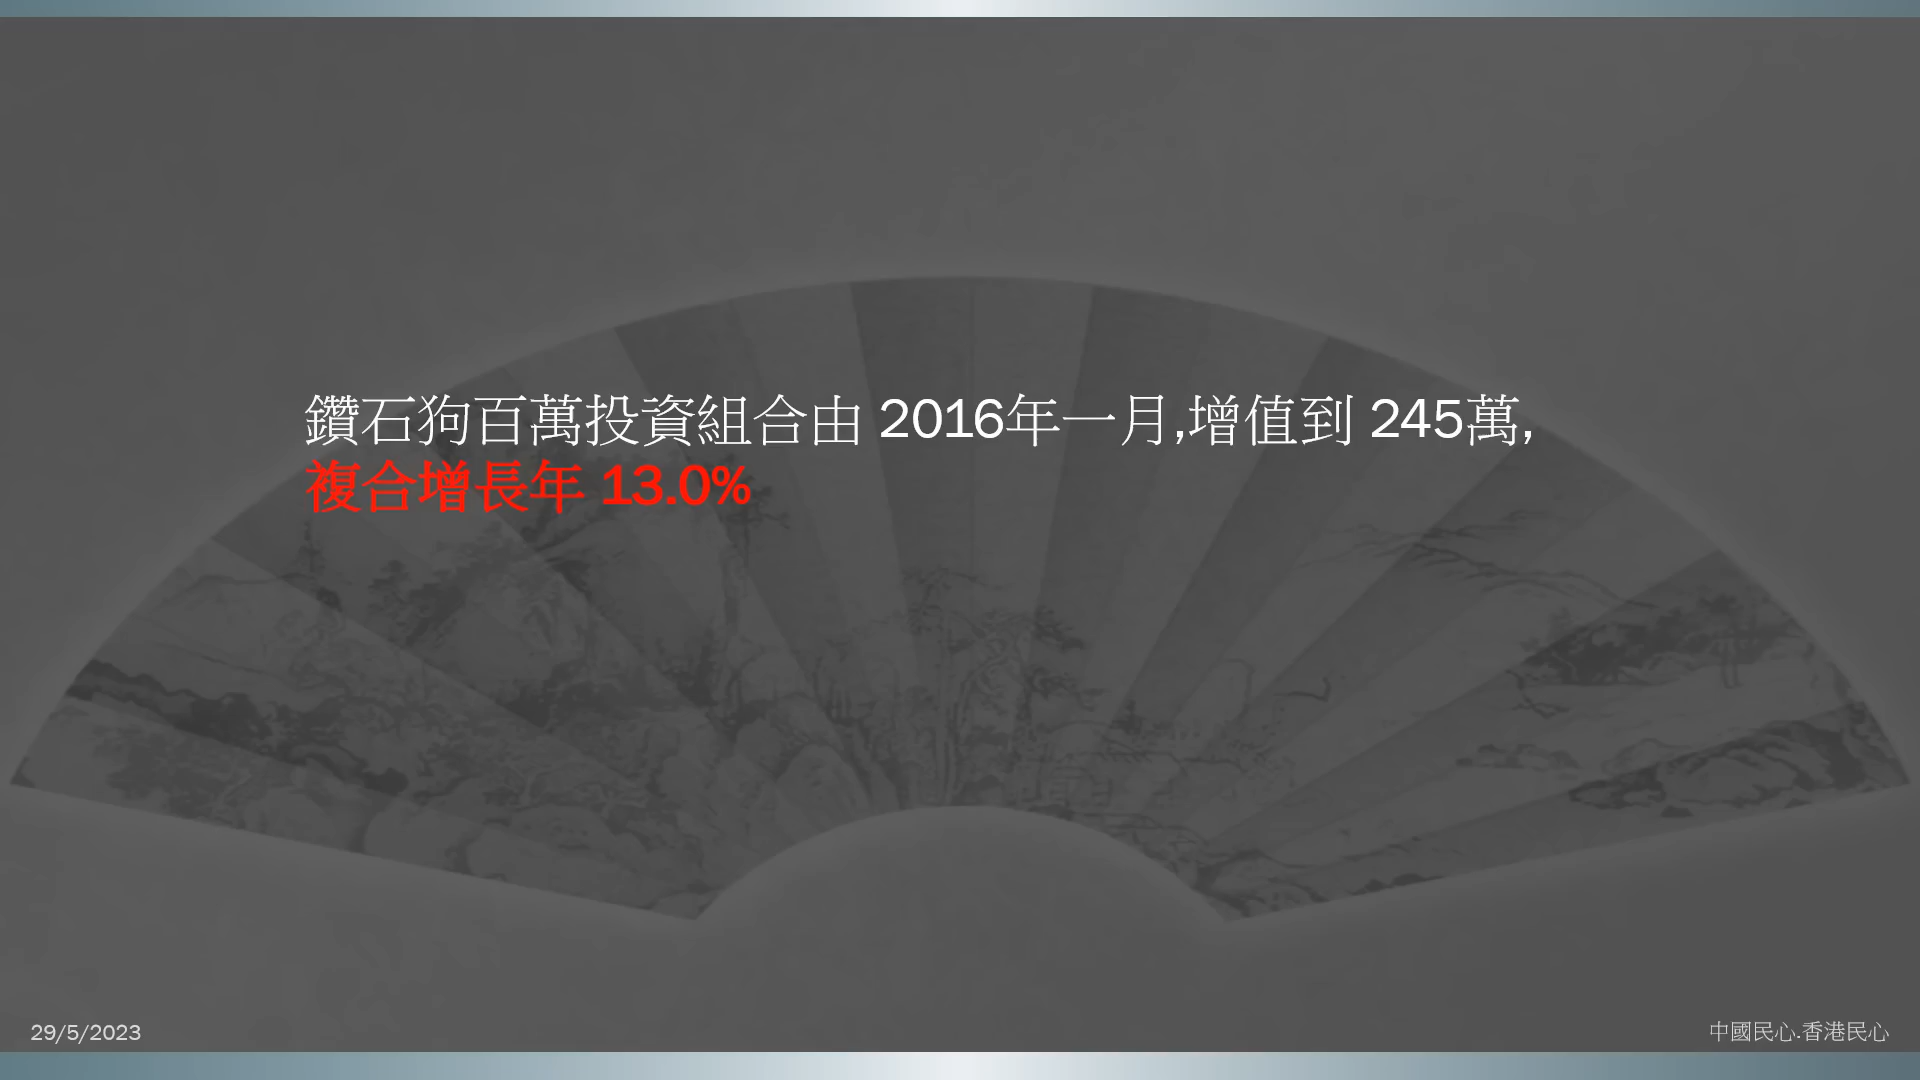 鑽石狗百萬投資組合由 2016年一月,增值到 245萬,
複合增長年 13.0%
29/5/2023
中國民心.香港民心